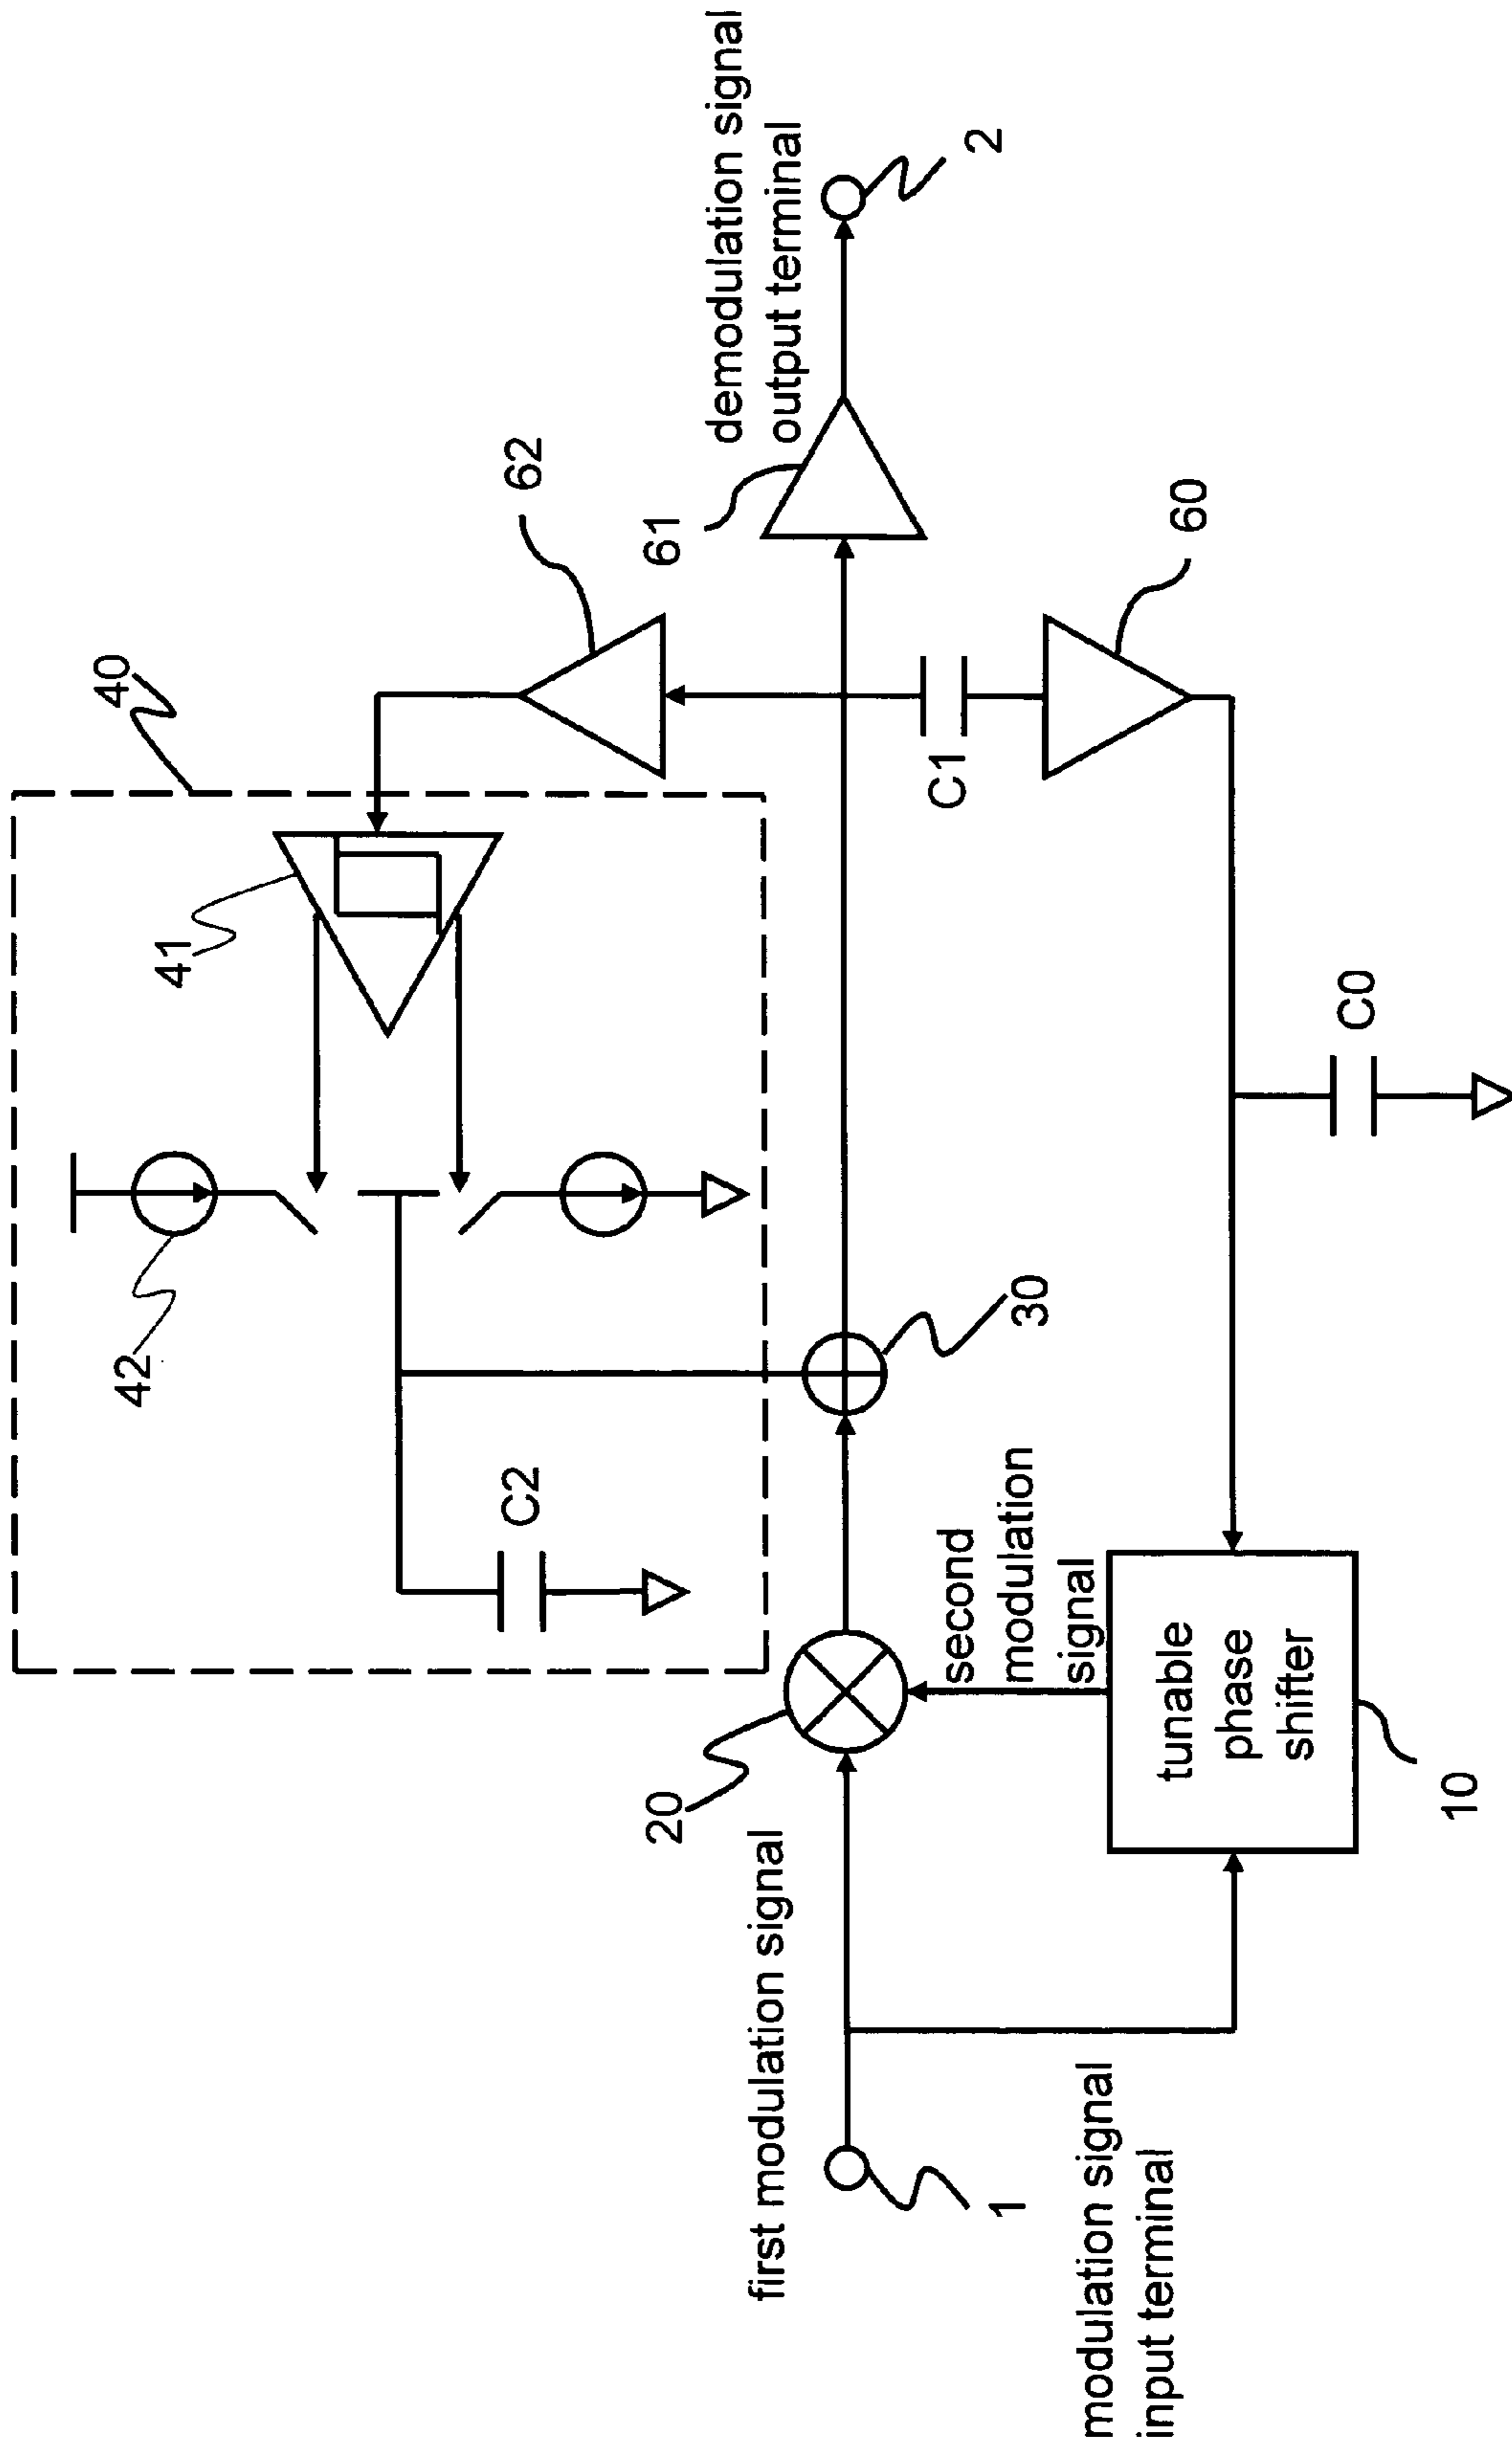 40
41
42
C2
62
61
demodulation signal
output terminal
2
C1
60
30
20
first modulation signal
second
modulation
signal
tunable
phase
shifter
10
C0
1
modulation signal
input terminal